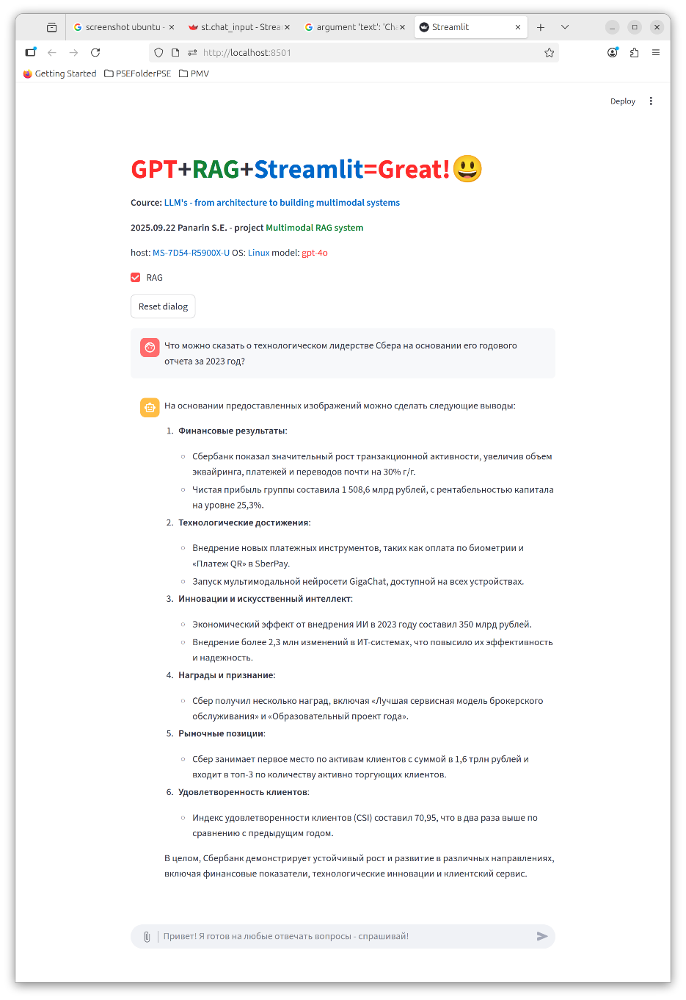 screenshot ubuntu -
st.chat_input - Strea
argument 'text': 'Cha
Streamlit
http://localhost:8501
Getting Started
PSEFolderPSE
PMV
Deploy
GPT+RAG+Streamlit=Great!😃
Cource: LLM's - from architecture to building multimodal systems
2025.09.22 Panarin S.E. - project Multimodal RAG system
host: MS-7D54-R5900X-U OS: Linux model: gpt-4o
RAG
Reset dialog
Что можно сказать о технологическом лидерстве Сбера на основании его годового
отчета за 2023 год?
На основании предоставленных изображений можно сделать следующие выводы:
1. Финансовые результаты:
○ Сбербанк показал значительный рост транзакционной активности, увеличив объем
эквайринга, платежей и переводов почти на 30% г/г.
○ Чистая прибыль группы составила 1 508,6 млрд рублей, с рентабельностью капитала
на уровне 25,3%.
2. Технологические достижения:
○ Внедрение новых платежных инструментов, таких как оплата по биометрии и
«Платеж QR» в SberPay.
○ Запуск мультимодальной нейросети GigaChat, доступной на всех устройствах.
3. Инновации и искусственный интеллект:
○ Экономический эффект от внедрения ИИ в 2023 году составил 350 млрд рублей.
○ Внедрение более 2,3 млн изменений в ИТ-системах, что повысило их эффективность
и надежность.
4. Награды и признание:
○ Сбер получил несколько наград, включая «Лучшая сервисная модель брокерского
обслуживания» и «Образовательный проект года».
5. Рыночные позиции:
○ Сбер занимает первое место по активам клиентов с суммой в 1,6 трлн рублей и
входит в топ-3 по количеству активно торгующих клиентов.
6. Удовлетворенность клиентов:
○ Индекс удовлетворенности клиентов (CSI) составил 70,95, что в два раза выше по
сравнению с предыдущим годом.
В целом, Сбербанк демонстрирует устойчивый рост и развитие в различных направлениях,
включая финансовые показатели, технологические инновации и клиентский сервис.
Привет! Я готов на любые отвечать вопросы - спрашивай!